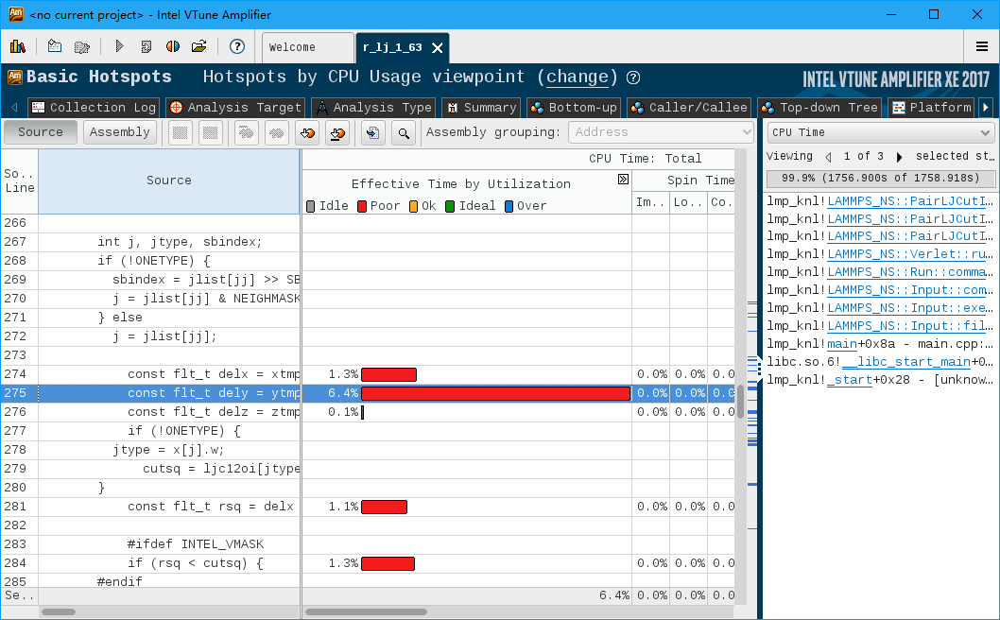 <no current project> - Intel VTune Amplifier
Welcome
r_lj_1_63
Basic Hotspots Hotspots by CPU Usage viewpoint (change)
INTEL VTUNE AMPLIFIER XE 2017
Collection Log Analysis Target Analysis Type Summary Bottom-up Caller/Callee Top-down Tree Platform
Source Assembly Assembly grouping: Address
CPU Time
Viewing 1 of 3 selected st…
99.9% (1756.900s of 1758.918s)
So.. Line
Source
CPU Time: Total
Effective Time by Utilization
Spin Time
Idle Poor Ok Ideal Over
Im.. Lo.. Co.
266
267 int j, jtype, sbindex;
268 if (!ONETYPE) {
269 sbindex = jlist[jj] >> SB
270 j = jlist[jj] & NEIGHMASK
271 } else
272 j = jlist[jj];
273
274 const flt_t delx = xtmp 1.3% 0.0% 0.0% 0.0
275 const flt_t dely = ytmp 6.4% 0.0% 0.0% 0.0
276 const flt_t delz = ztmp 0.1% 0.0% 0.0% 0.0
277 if (!ONETYPE) {
278 jtype = x[j].w;
279 cutsq = ljc12oi[jtype
280 }
281 const flt_t rsq = delx 1.1% 0.0% 0.0% 0.0
282
283 #ifdef INTEL_VMASK
284 if (rsq < cutsq) { 1.3% 0.0% 0.0% 0.0
285 #endif
Se.. 6.4% 0.0% 0.0% 0.0
lmp_knl!LAMMPS_NS::PairLJCutI…
lmp_knl!LAMMPS_NS::PairLJCutI…
lmp_knl!LAMMPS_NS::PairLJCutI…
lmp_knl!LAMMPS_NS::Verlet::ru…
lmp_knl!LAMMPS_NS::Run::comma…
lmp_knl!LAMMPS_NS::Input::com…
lmp_knl!LAMMPS_NS::Input::exe…
lmp_knl!LAMMPS_NS::Input::fil…
lmp_knl!main+0x8a - main.cpp:…
libc.so.6!__libc_start_main+0…
lmp_knl!_start+0x28 - [unknow…